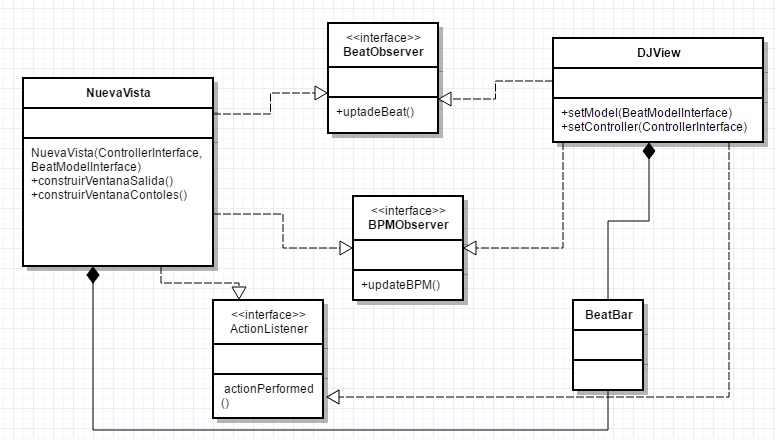 <<interface>>
BeatObserver
+uptadeBeat()
DJView
+setModel(BeatModelInterface)
+setController(ControllerInterface)
NuevaVista
NuevaVista(ControllerInterface,
BeatModelInterface)
+construirVentanaSalida()
+construirVentanaContoles()
<<interface>>
BPMObserver
+updateBPM()
<<interface>>
ActionListener
actionPerformed
()
BeatBar